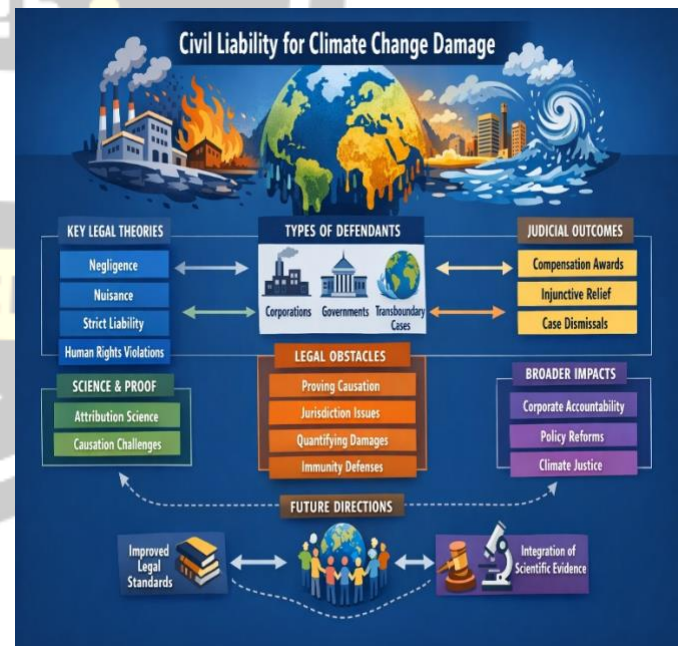 Civil Liability for Climate Change Damage
KEY LEGAL THEORIES
Negligence
Nuisance
Strict Liability
Human Rights Violations
TYPES OF DEFENDANTS
Corporations
Governments
Transboundary
Cases
JUDICIAL OUTCOMES
Compensation Awards
Injunctive Relief
Case Dismissals
SCIENCE & PROOF
Attribution Science
Causation Challenges
LEGAL OBSTACLES
Proving Causation
Jurisdiction Issues
Quantifying Damages
Immunity Defenses
BROADER IMPACTS
Corporate Accountability
Policy Reforms
Climate Justice
FUTURE DIRECTIONS
Improved
Legal
Standards
Integration of
Scientific Evidence